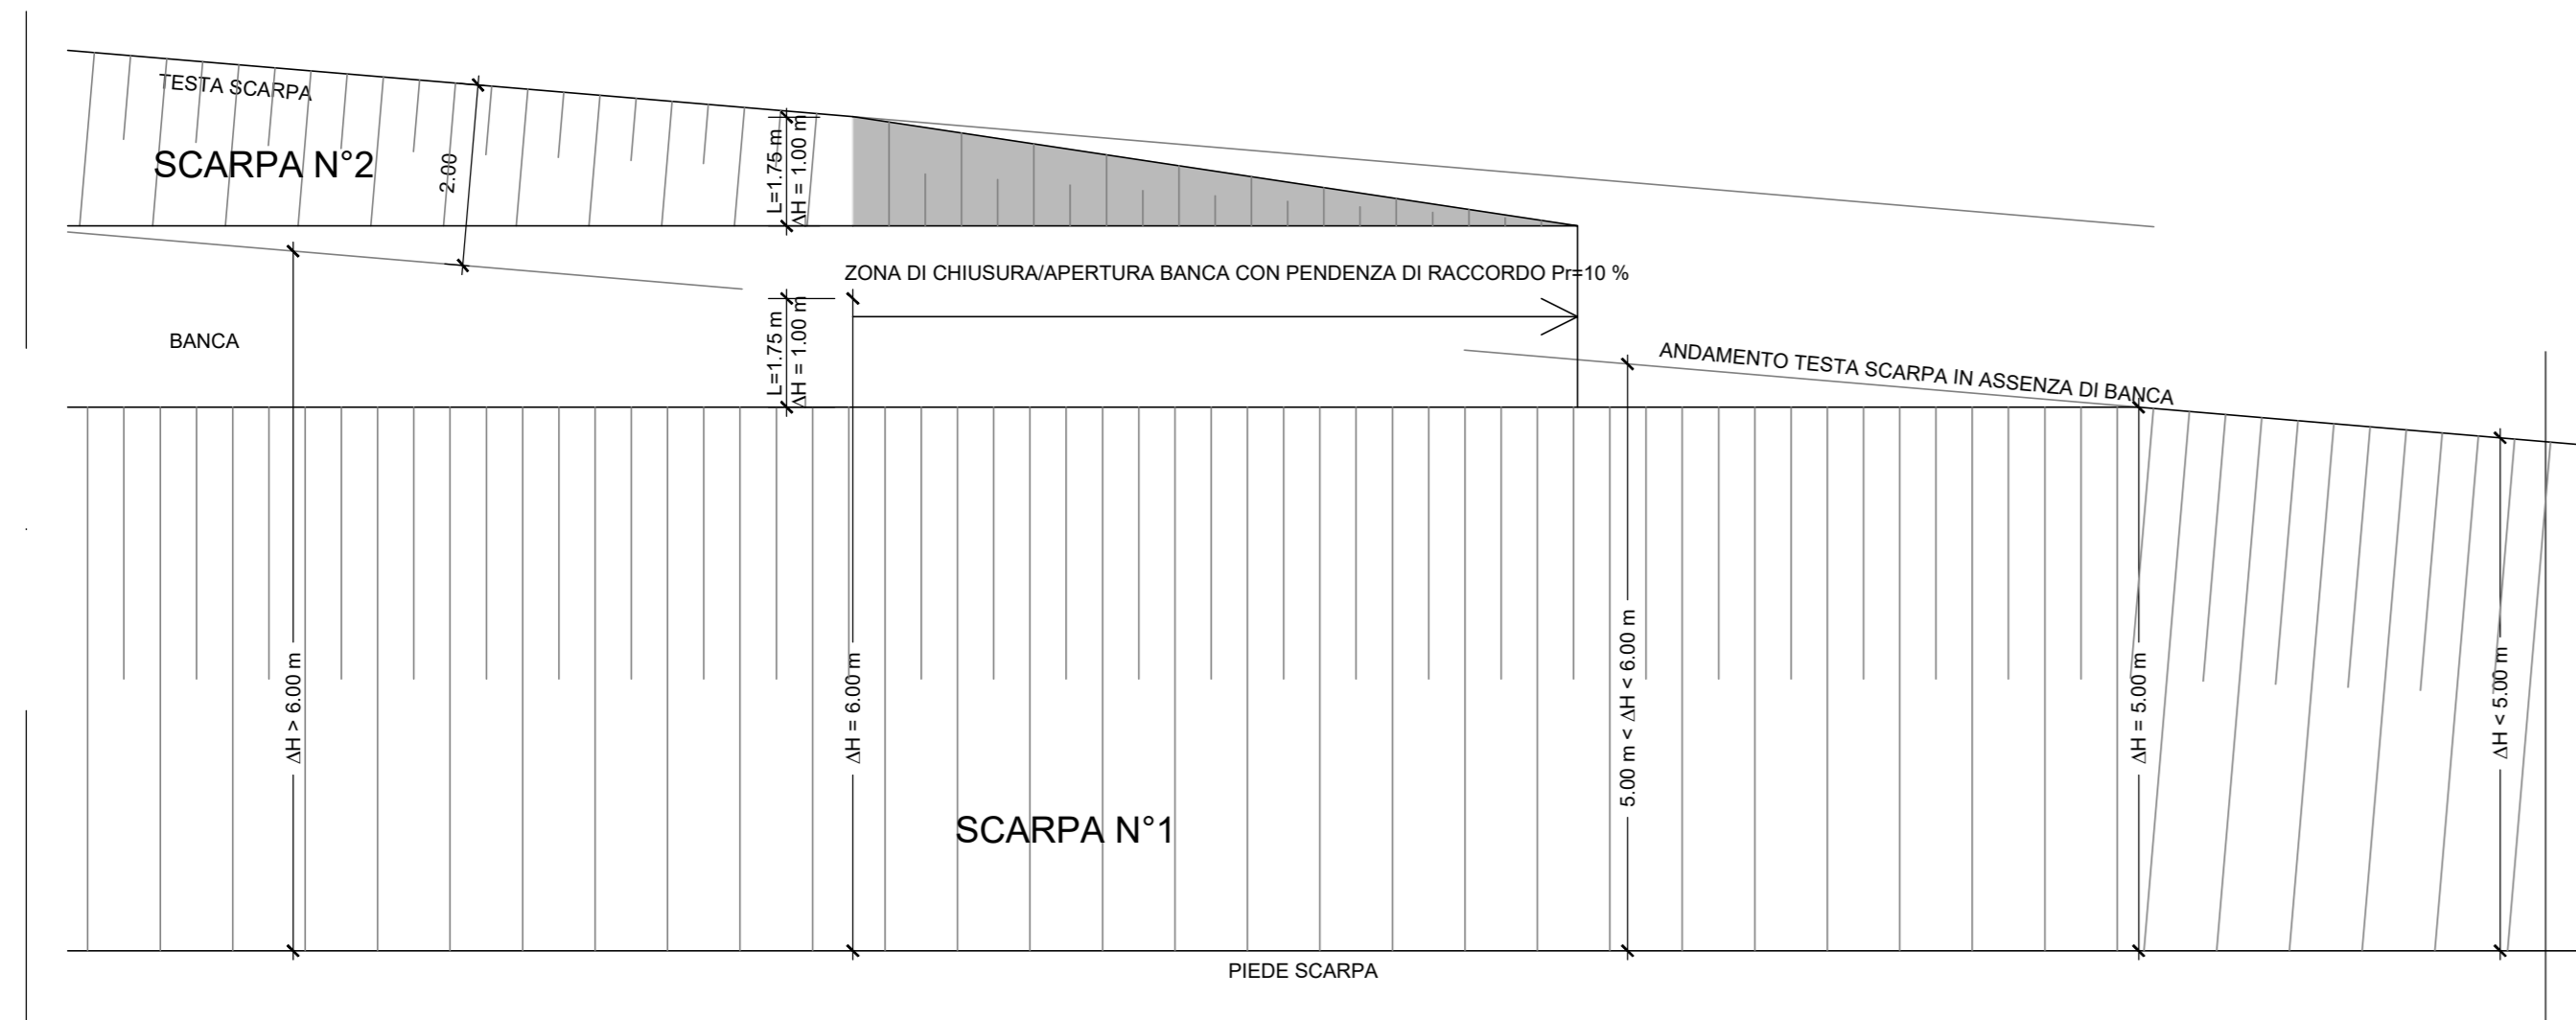 TESTA SCARPA
SCARPA N°2
2.00
L=1.75 m
ΔH = 1.00 m
ZONA DI CHIUSURA/APERTURA BANCA CON PENDENZA DI RACCORDO Pr=10 %
BANCA
L=1.75 m
ΔH = 1.00 m
ANDAMENTO TESTA SCARPA IN ASSENZA DI BANCA
ΔH > 6.00 m
ΔH = 6.00 m
5.00 m < ΔH < 6.00 m
ΔH = 5.00 m
ΔH < 5.00 m
SCARPA N°1
PIEDE SCARPA